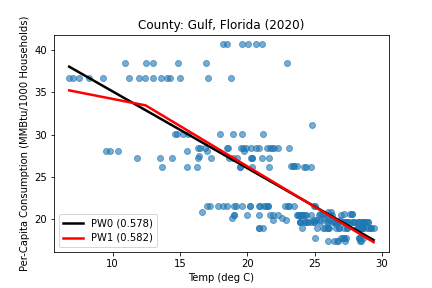 County: Gulf, Florida (2020)
Per-Capita Consumption (MMBtu/1000 Households)
40
35
30
25
20
PW0 (0.578)
PW1 (0.582)
10
15
20
25
30
Temp (deg C)